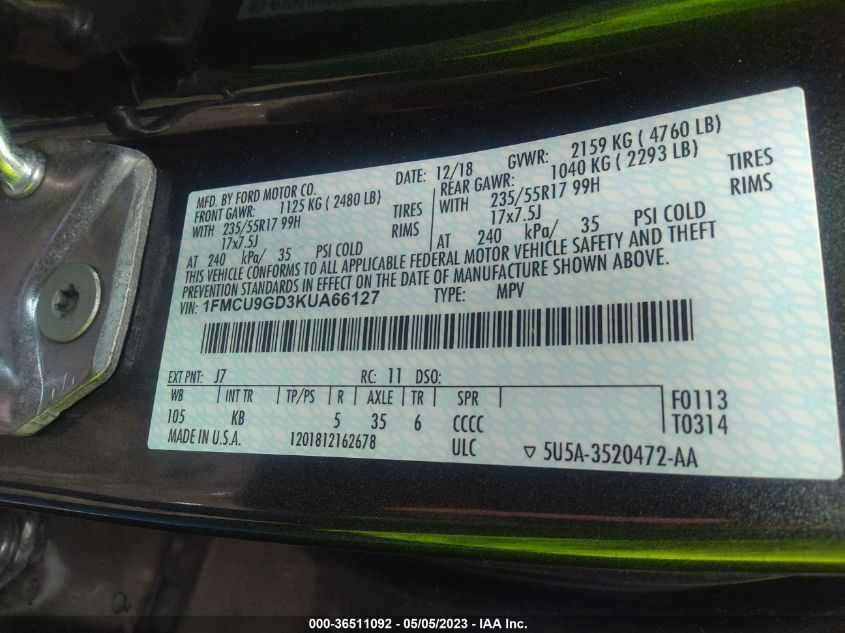 MFD. BY FORD MOTOR CO. DATE: 12/18 GVWR: 2159 KG ( 4760 LB)
FRONT GAWR: 1125 KG ( 2480 LB) REAR GAWR: 1040 KG ( 2293 LB)
WITH 235/55R17 99H TIRES WITH 235/55R17 99H TIRES
17x7.5J RIMS 17x7.5J RIMS
AT 240 kPa/ 35 PSI COLD AT 240 kPa/ 35 PSI COLD
THIS VEHICLE CONFORMS TO ALL APPLICABLE FEDERAL MOTOR VEHICLE SAFETY AND THEFT
PREVENTION STANDARDS IN EFFECT ON THE DATE OF MANUFACTURE SHOWN ABOVE.
VIN: 1FMCU9GD3KUA66127 TYPE: MPV
EXT PNT: J7 RC: 11 DSO:
WB INT TR TP/PS R AXLE TR SPR F0113
105 KB 5 35 6 CCCC T0314
MADE IN U.S.A. 1201812162678 ULC ▽ 5U5A-3520472-AA
000-36511092 - 05/05/2023 - IAA Inc.